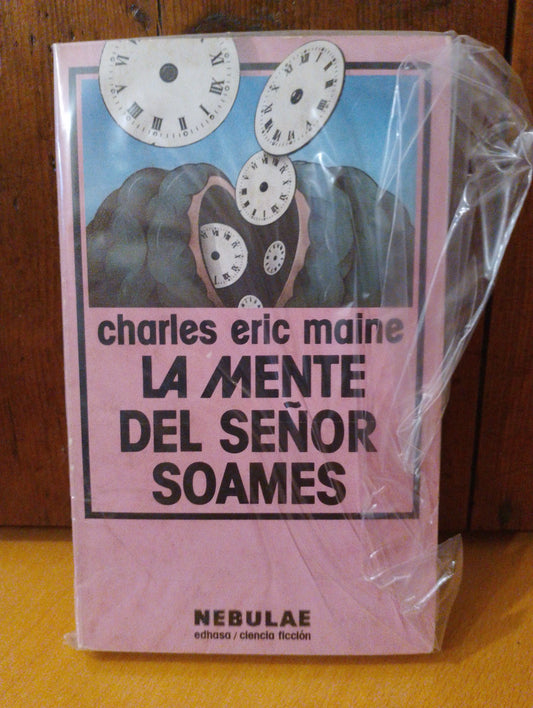 charles eric maine
LA MENTE
DEL SEÑOR
SOAMES
NEBULAE
edhasa / ciencia ficción